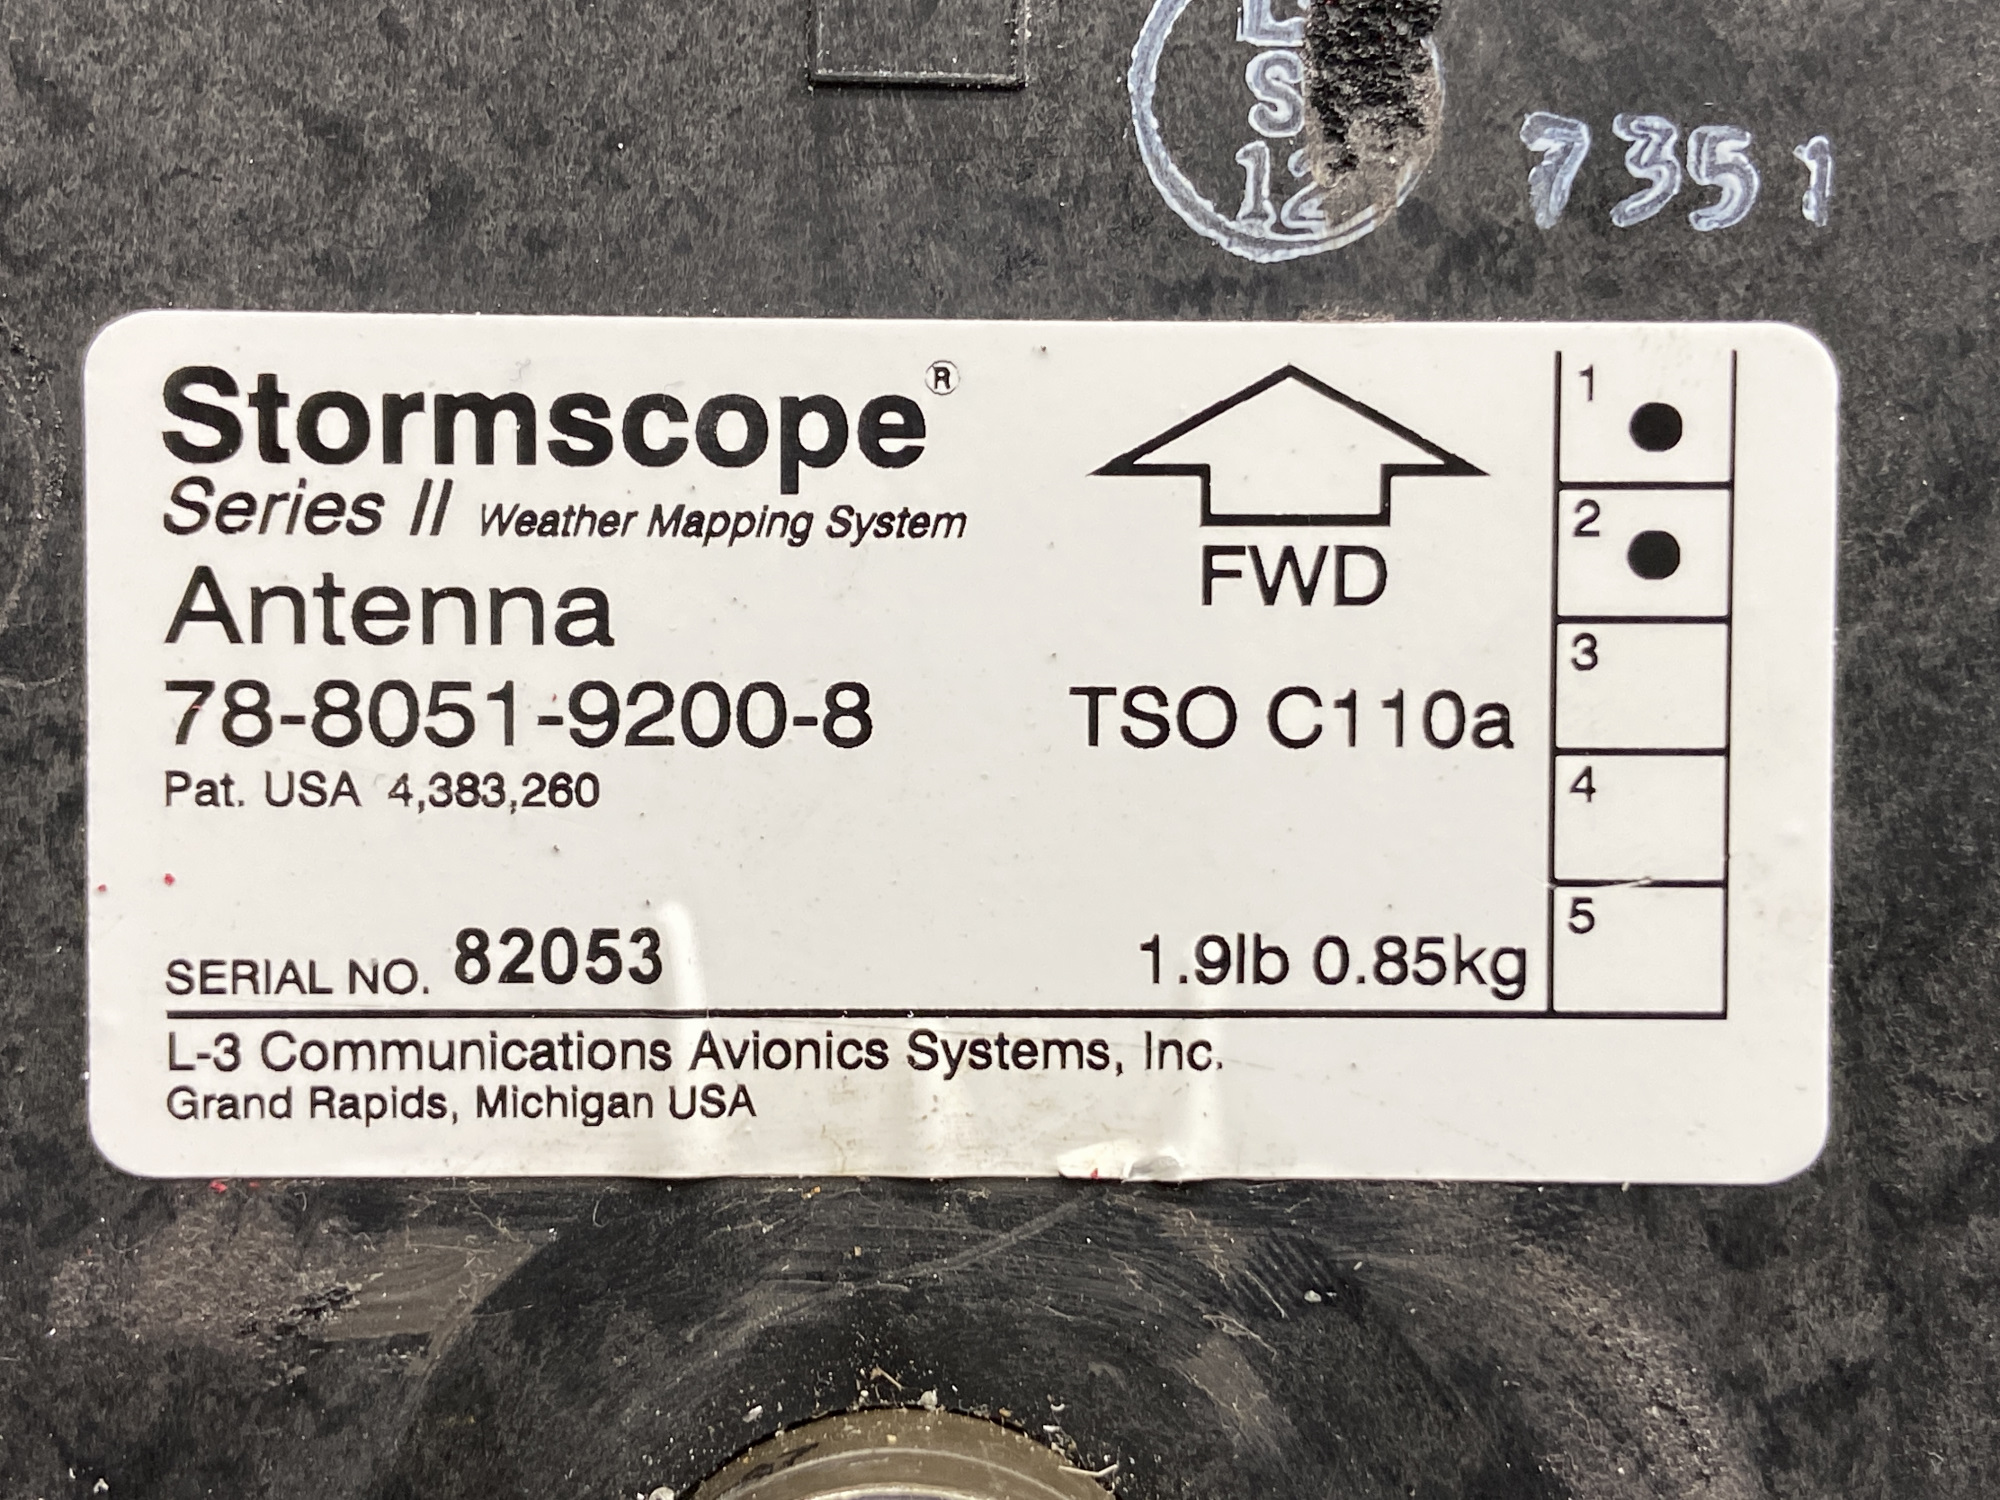 S
12
7351
Stormscope®
Series II Weather Mapping System
Antenna
78-8051-9200-8
Pat. USA 4,383,260
FWD
TSO C110a
1
2
3
4
5
SERIAL NO. 82053
1.9lb 0.85kg
L-3 Communications Avionics Systems, Inc.
Grand Rapids, Michigan USA